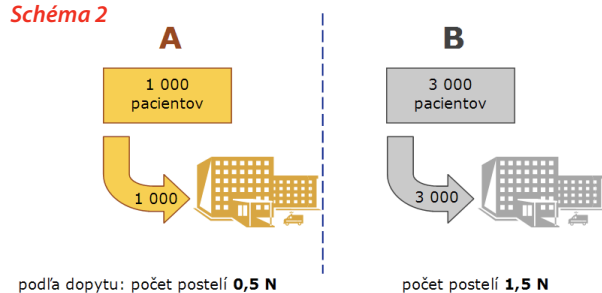 Schéma 2
A
1 000
pacientov
1 000
podľa dopytu: počet postelí 0,5 N
B
3 000
pacientov
3 000
počet postelí 1,5 N